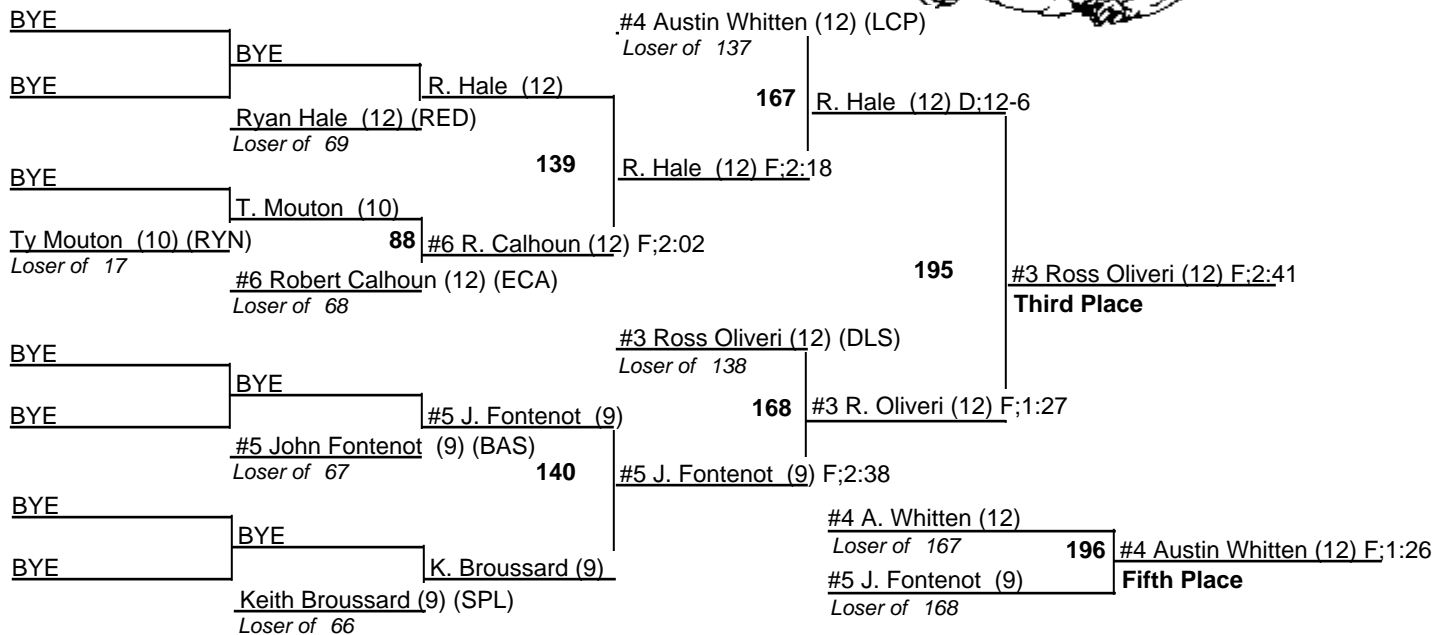 BYE
#4 Austin Whitten (12) (LCP)
Loser of 137
BYE
BYE
R. Hale (12)
167
R. Hale (12) D;12-6
Ryan Hale (12) (RED)
Loser of 69
139
R. Hale (12) F;2:18
BYE
T. Mouton (10)
Ty Mouton (10) (RYN)
Loser of 17
88
#6 R. Calhoun (12) F;2:02
#6 Robert Calhoun (12) (ECA)
Loser of 68
195
#3 Ross Oliveri (12) F;2:41
Third Place
#3 Ross Oliveri (12) (DLS)
Loser of 138
BYE
BYE
BYE
#5 J. Fontenot (9)
168
#3 R. Oliveri (12) F;1:27
#5 John Fontenot (9) (BAS)
Loser of 67
140
#5 J. Fontenot (9) F;2:38
BYE
BYE
BYE
K. Broussard (9)
Keith Broussard (9) (SPL)
Loser of 66
#4 A. Whitten (12)
Loser of 167
196
#4 Austin Whitten (12) F;1:26
Fifth Place
#5 J. Fontenot (9)
Loser of 168